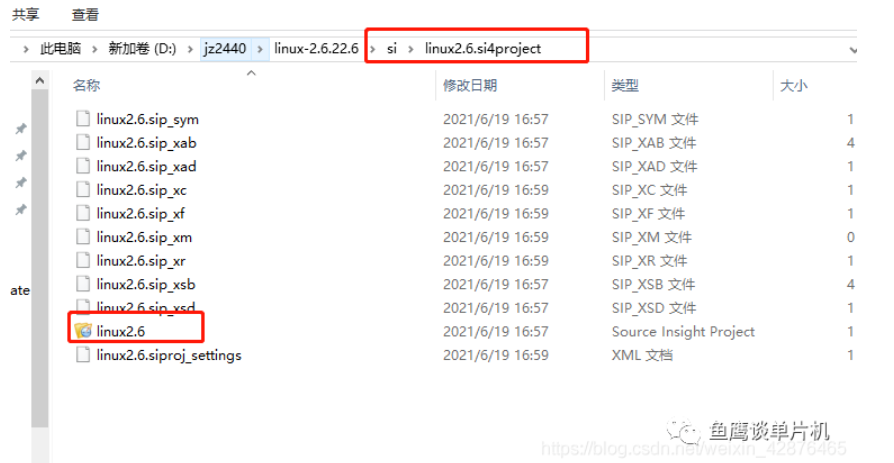 共享 查看
此电脑 > 新加卷 (D:) > jz2440 > linux-2.6.22.6 > si > linux2.6.si4project
名称 修改日期 类型 大小
linux2.6.sip_sym 2021/6/19 16:57 SIP_SYM 文件 1
linux2.6.sip_xab 2021/6/19 16:57 SIP_XAB 文件 4
linux2.6.sip_xad 2021/6/19 16:57 SIP_XAD 文件 1
linux2.6.sip_xc 2021/6/19 16:59 SIP_XC 文件 1
linux2.6.sip_xf 2021/6/19 16:59 SIP_XF 文件 1
linux2.6.sip_xm 2021/6/19 16:59 SIP_XM 文件 0
linux2.6.sip_xr 2021/6/19 16:59 SIP_XR 文件 1
ate linux2.6.sip_xsb 2021/6/19 16:57 SIP_XSB 文件 4
linux2.6.sip_xsd 2021/6/19 16:57 SIP_XSD 文件 1
linux2.6 2021/6/19 16:57 Source Insight Project 1
linux2.6.siproj_settings 2021/6/19 16:59 XML 文档 1
鱼鹰谈单片机
https://blog.csdn.net/weixin_42876465